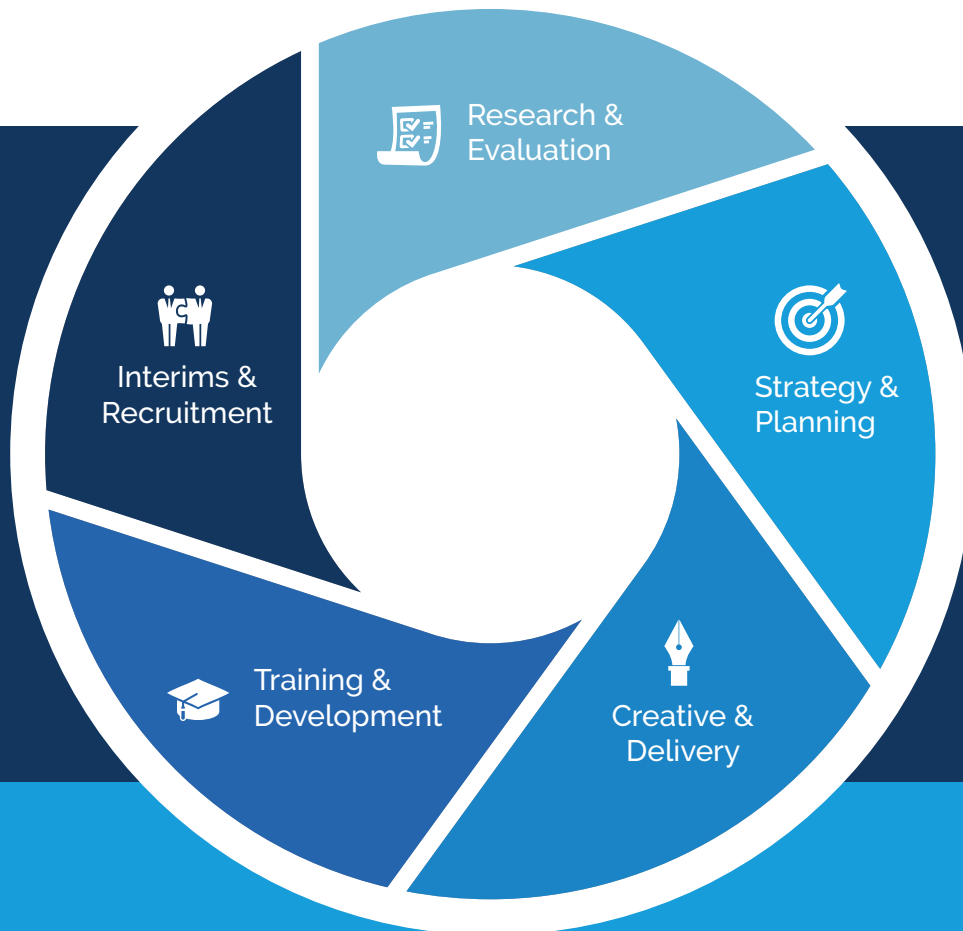 Research &
Evaluation
Strategy &
Planning
Creative &
Delivery
Training &
Development
Interims &
Recruitment